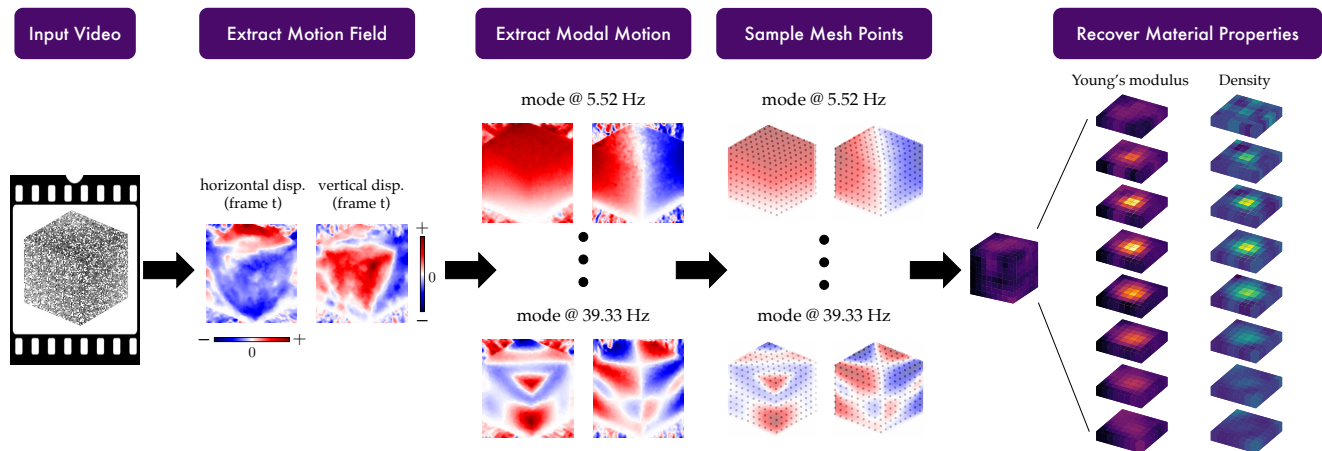 Input Video
Extract Motion Field
Extract Modal Motion
Sample Mesh Points
Recover Material Properties
horizontal disp.
(frame t)
vertical disp.
(frame t)
+
0
−
− +
0
mode @ 5.52 Hz
mode @ 39.33 Hz
mode @ 5.52 Hz
mode @ 39.33 Hz
Young's modulus
Density